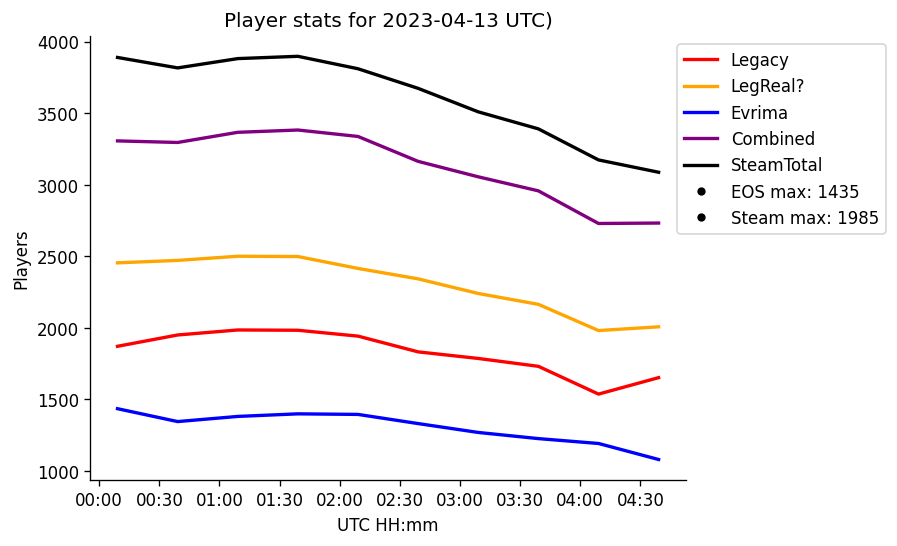 Player stats for 2023-04-13 UTC)
4000
3500
3000
2500
2000
1500
1000
Players
00:00 00:30 01:00 01:30 02:00 02:30 03:00 03:30 04:00 04:30
UTC HH:mm
Legacy
LegReal?
Evrima
Combined
SteamTotal
EOS max: 1435
Steam max: 1985